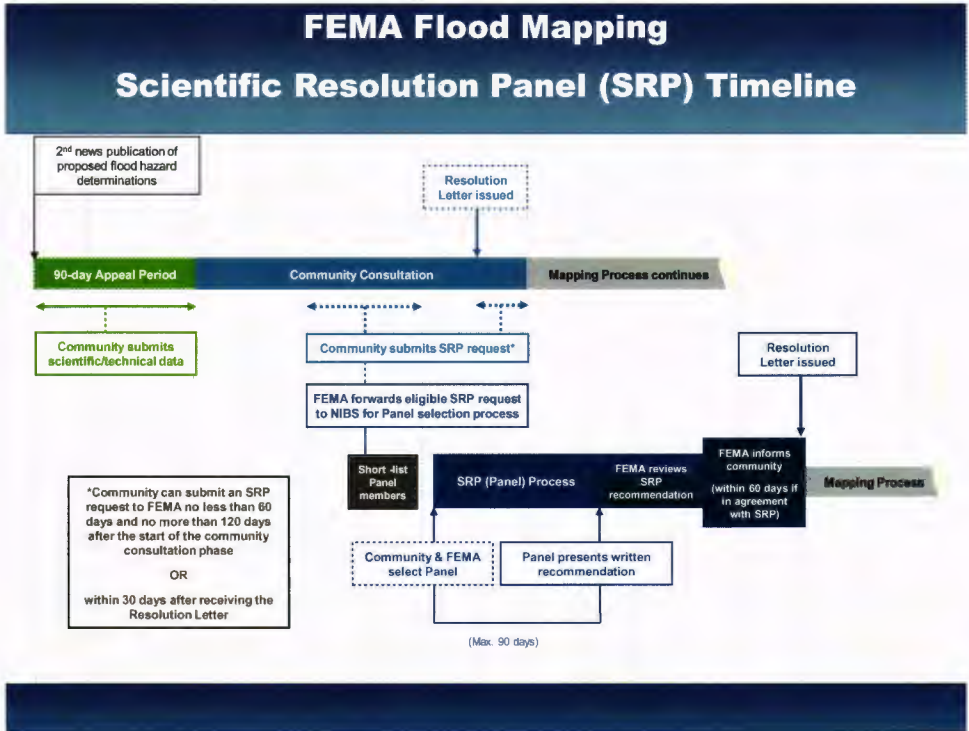 FEMA Flood Mapping
Scientific Resolution Panel (SRP) Timeline
2nd news publication of
proposed flood hazard
determinations
Resolution
Letter issued
90-day Appeal Period
Community Consultation
Mapping Process continues
Community submits
scientific/technical data
Community submits SRP request*
Resolution
Letter issued
FEMA forwards eligible SRP request
to NIBS for Panel selection process
Short -list
Panel
members
SRP (Panel) Process
FEMA reviews
SRP
recommendation
FEMA informs
community
(within 60 days if
in agreement
with SRP)
Mapping Process
*Community can submit an SRP
request to FEMA no less than 60
days and no more than 120 days
after the start of the community
consultation phase
OR
within 30 days after receiving the
Resolution Letter
Community & FEMA
select Panel
Panel presents written
recommendation
(Max. 90 days)